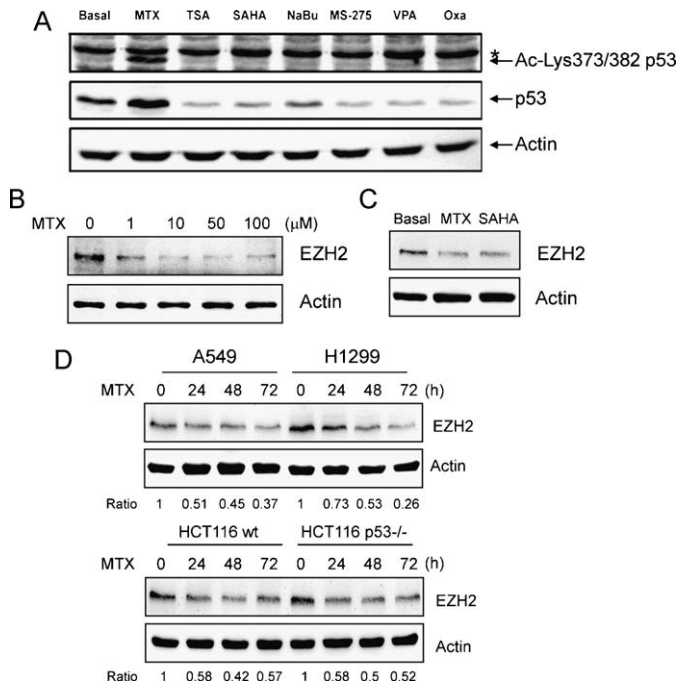 A
Basal MTX TSA SAHA NaBu MS-275 VPA Oxa
*
Ac-Lys373/382 p53
p53
Actin
B
MTX 0 1 10 50 100 (μM)
EZH2
Actin
C
Basal MTX SAHA
EZH2
Actin
D
A549 H1299
MTX 0 24 48 72 0 24 48 72 (h)
EZH2
Actin
Ratio 1 0.51 0.45 0.37 1 0.73 0.53 0.26
HCT116 wt HCT116 p53-/-
MTX 0 24 48 72 0 24 48 72 (h)
EZH2
Actin
Ratio 1 0.58 0.42 0.57 1 0.58 0.5 0.52